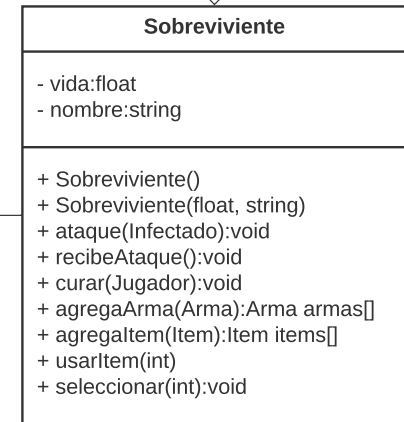 Sobreviviente
- vida:float
- nombre:string
+ Sobreviviente()
+ Sobreviviente(float, string)
+ ataque(Infectado):void
+ recibeAtaque():void
+ curar(Jugador):void
+ agregaArma(Arma):Arma armas[]
+ agregaItem(Item):Item items[]
+ usarItem(int)
+ seleccionar(int):void